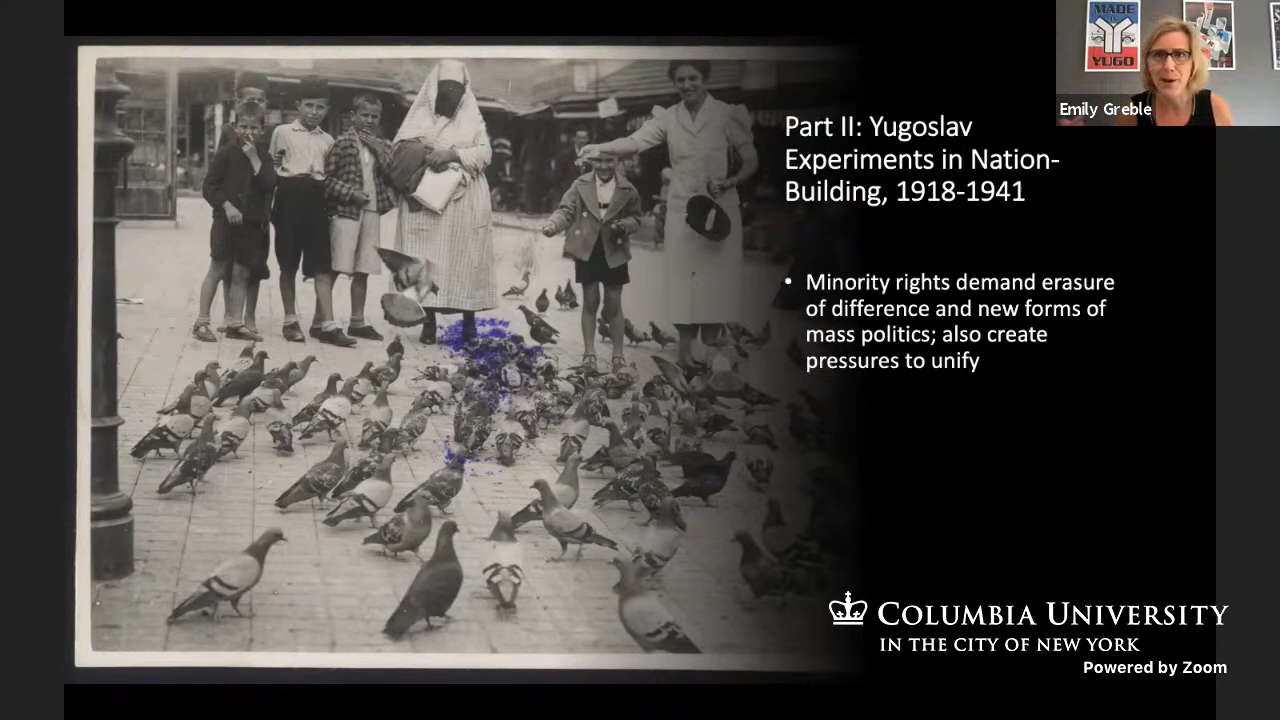 MADE
YUGO
Emily Greble
Part II: Yugoslav
Experiments in Nation-
Building, 1918-1941
• Minority rights demand erasure
of difference and new forms of
mass politics; also create
pressures to unify
COLUMBIA UNIVERSITY
IN THE CITY OF NEW YORK
Powered by Zoom